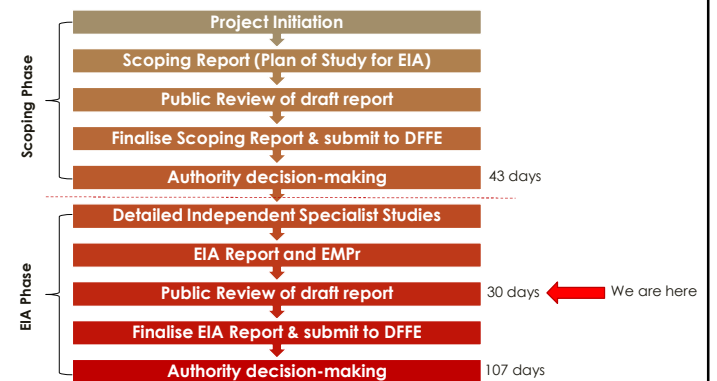 Project Initiation
Scoping Report (Plan of Study for EIA)
Public Review of draft report
Finalise Scoping Report & submit to DFFE
Authority decision-making
43 days
Scoping Phase
Detailed Independent Specialist Studies
EIA Report and EMPr
Public Review of draft report
30 days
We are here
Finalise EIA Report & submit to DFFE
Authority decision-making
107 days
EIA Phase